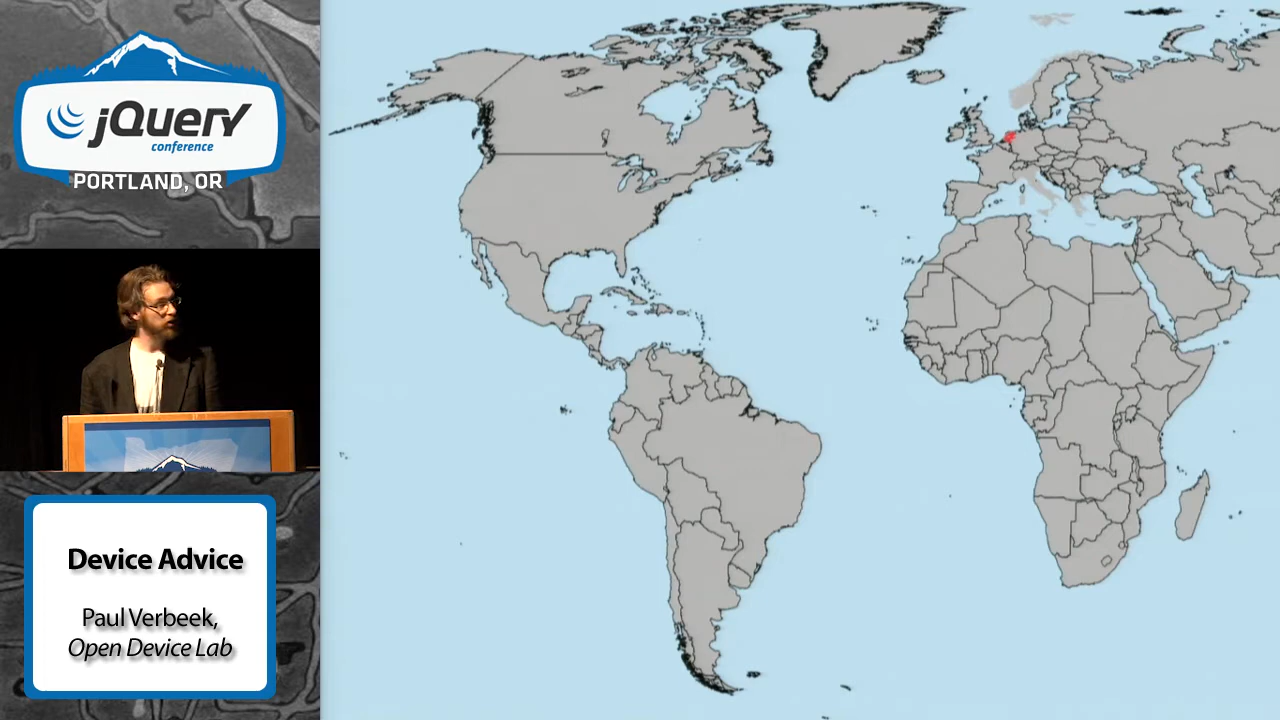 jQuery
conference
PORTLAND, OR
Device Advice
Paul Verbeek,
Open Device Lab